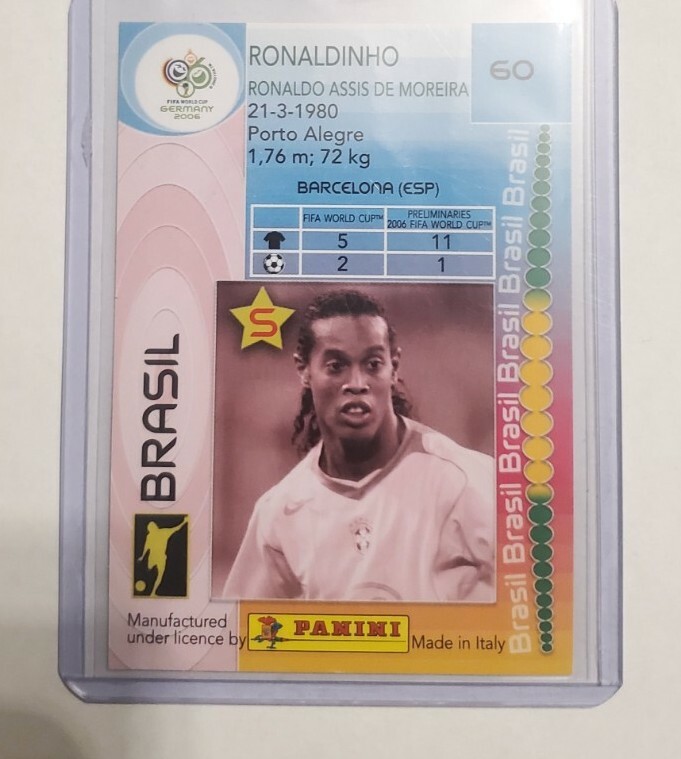 FIFA WORLD CUP
GERMANY
2006
RONALDINHO
60
RONALDO ASSIS DE MOREIRA
21-3-1980
Porto Alegre
1,76 m; 72 kg
BARCELONA (ESP)
FIFA WORLD CUP™ PRELIMINARIES 2006 FIFA WORLD CUP™
5 11
2 1
S
BRASIL
Brasil Brasil Brasil Brasil Brasil Brasil
Manufactured
under licence by PANINI Made in Italy